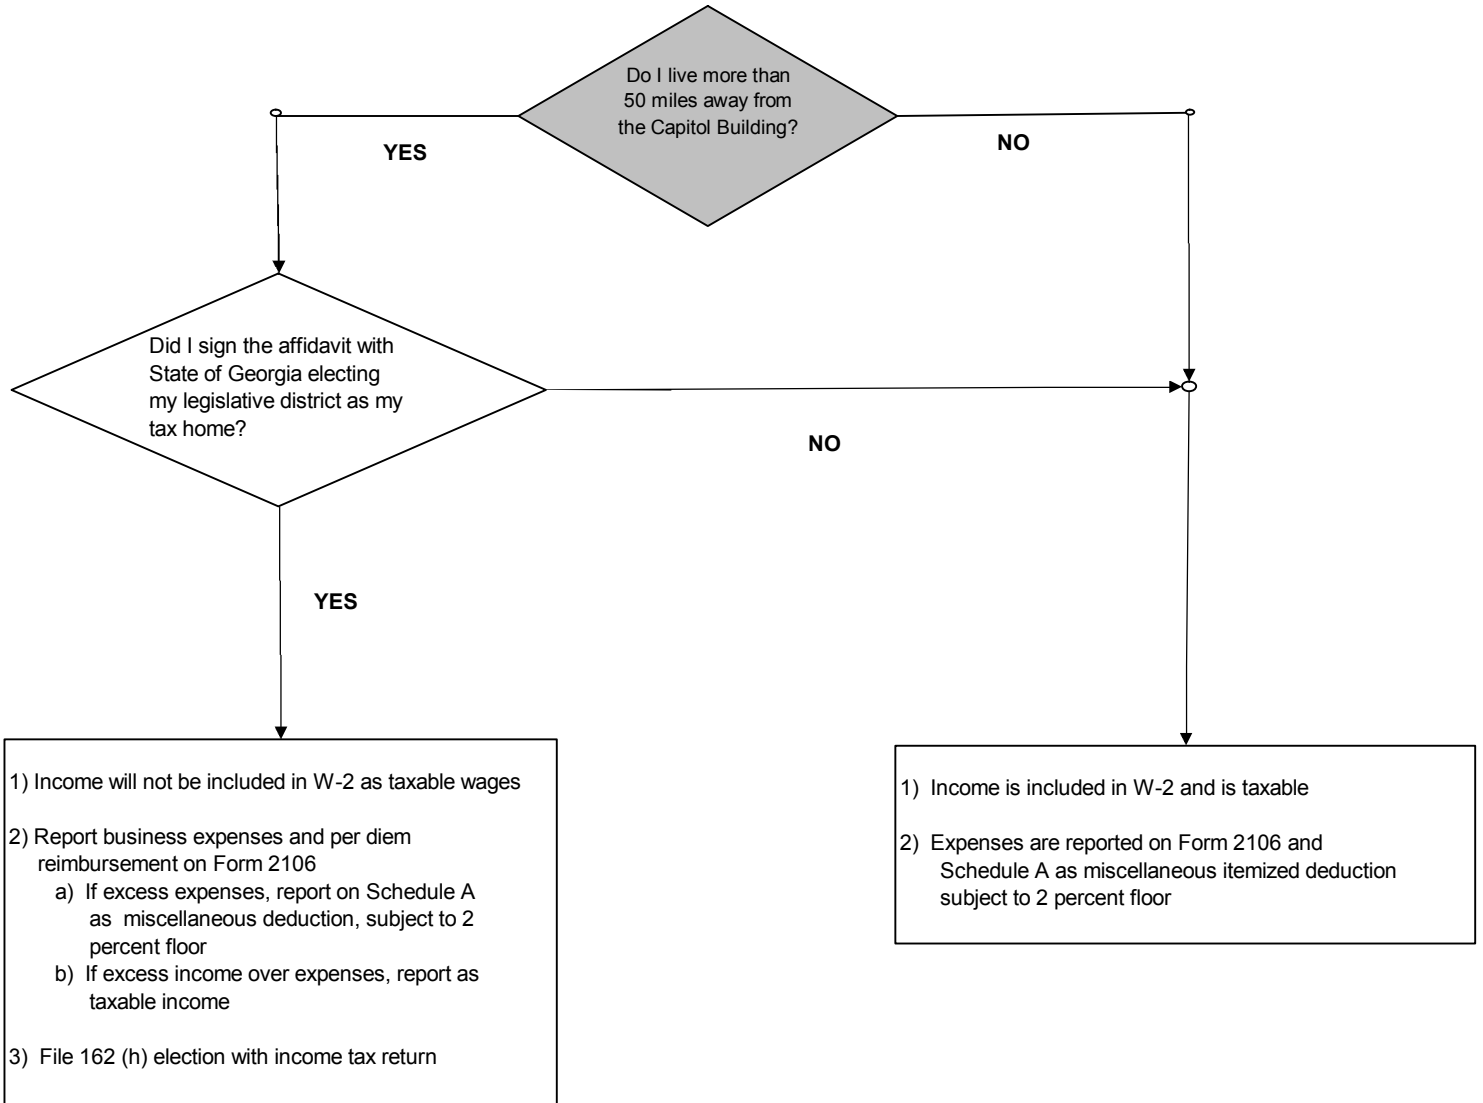 Do I live more than
50 miles away from
the Capitol Building?
YES
NO
Did I sign the affidavit with
State of Georgia electing
my legislative district as my
tax home?
NO
YES
1) Income will not be included in W-2 as taxable wages
2) Report business expenses and per diem
reimbursement on Form 2106
a) If excess expenses, report on Schedule A
as miscellaneous deduction, subject to 2
percent floor
b) If excess income over expenses, report as
taxable income
3) File 162 (h) election with income tax return
1) Income is included in W-2 and is taxable
2) Expenses are reported on Form 2106 and
Schedule A as miscellaneous itemized deduction
subject to 2 percent floor